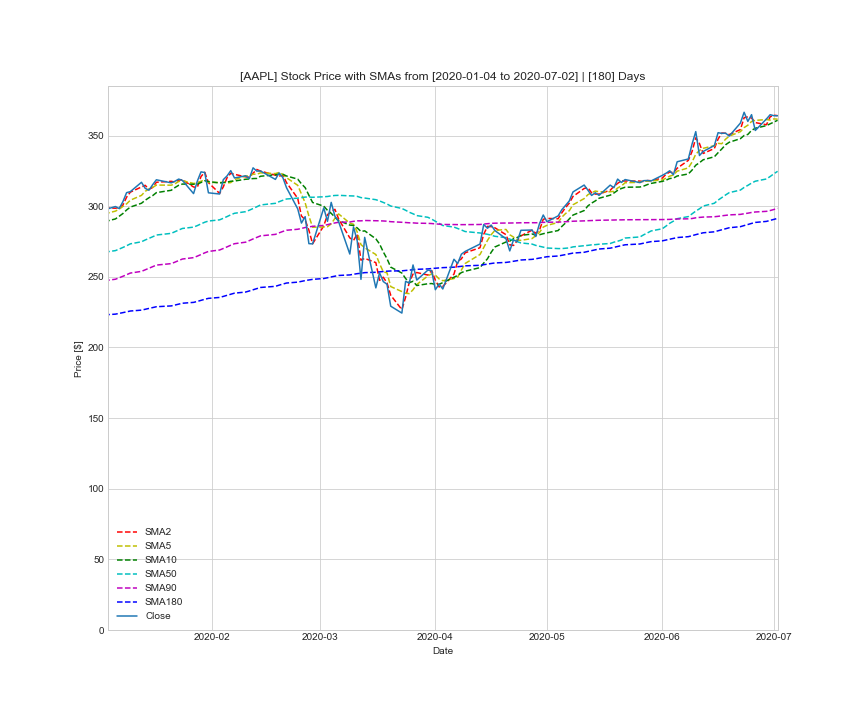 [AAPL] Stock Price with SMAs from [2020-01-04 to 2020-07-02] | [180] Days
350
300
250
200
150
100
50
0
Price [$]
SMA2
SMA5
SMA10
SMA50
SMA90
SMA180
Close
2020-02 2020-03 2020-04 2020-05 2020-06 2020-07
Date